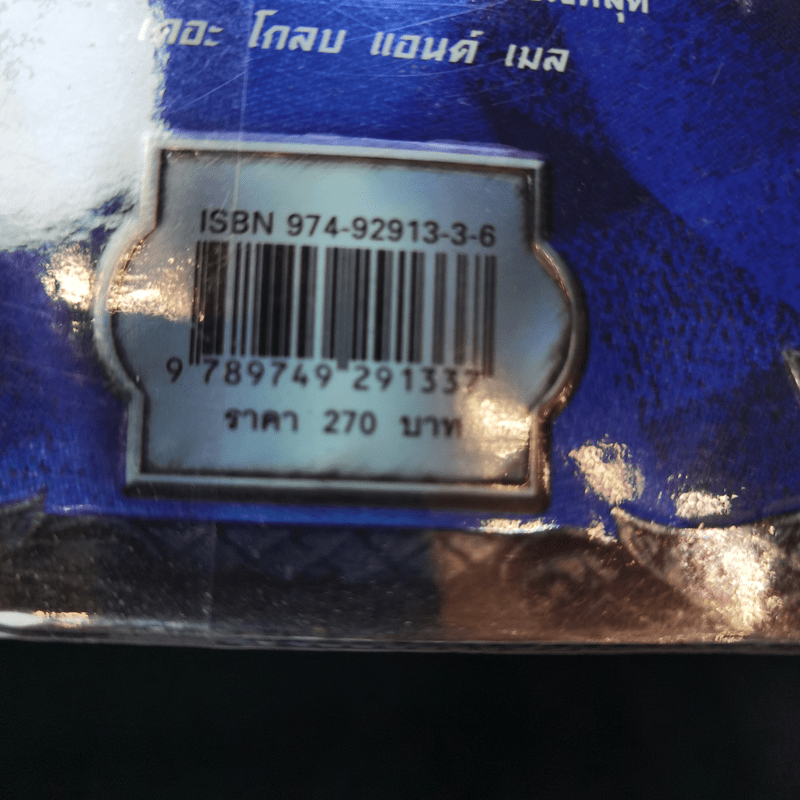 เดอะ โกลบ แอนด์ เมล
ISBN 974-92913-3-6
9 789749 291337
ราคา 270 บาท